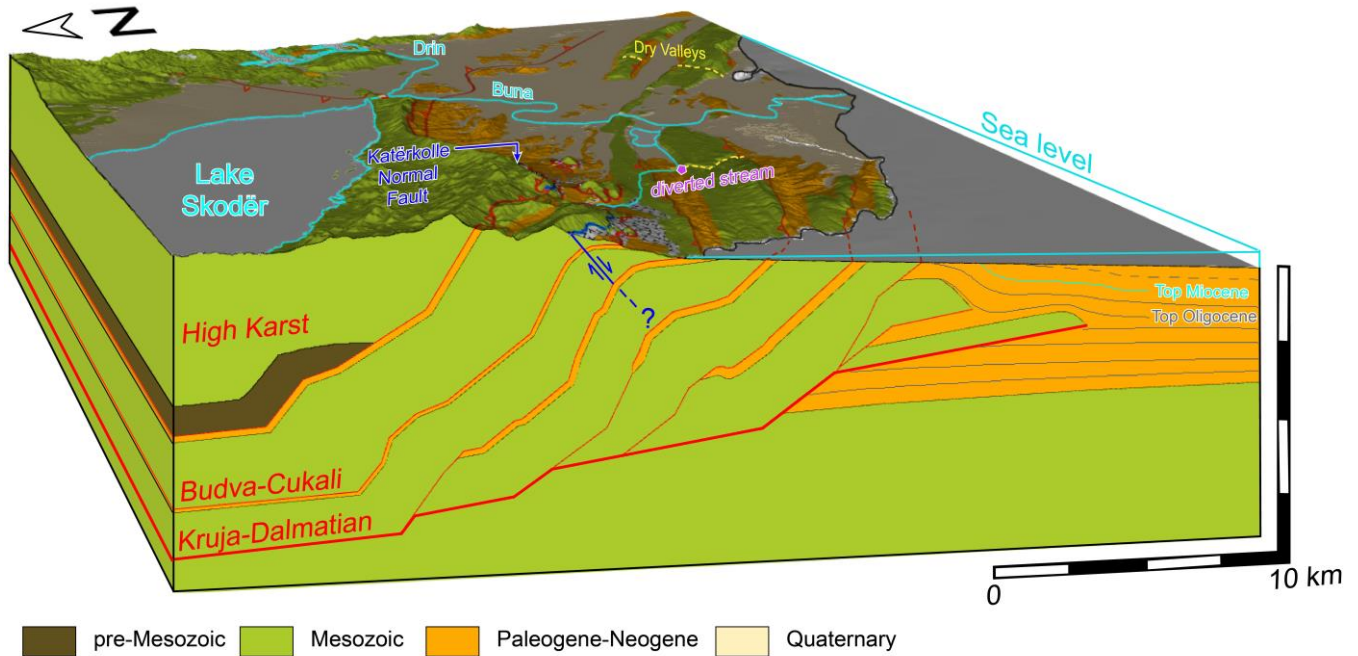 N
Drin
Dry Valleys
Buna
Sea level
Katërkolle
Normal
Fault
Lake
Skodër
diverted stream
High Karst
?
Top Miocene
Top Oligocene
Budva-Cukali
Kruja-Dalmatian
0
10 km
pre-Mesozoic
Mesozoic
Paleogene-Neogene
Quaternary